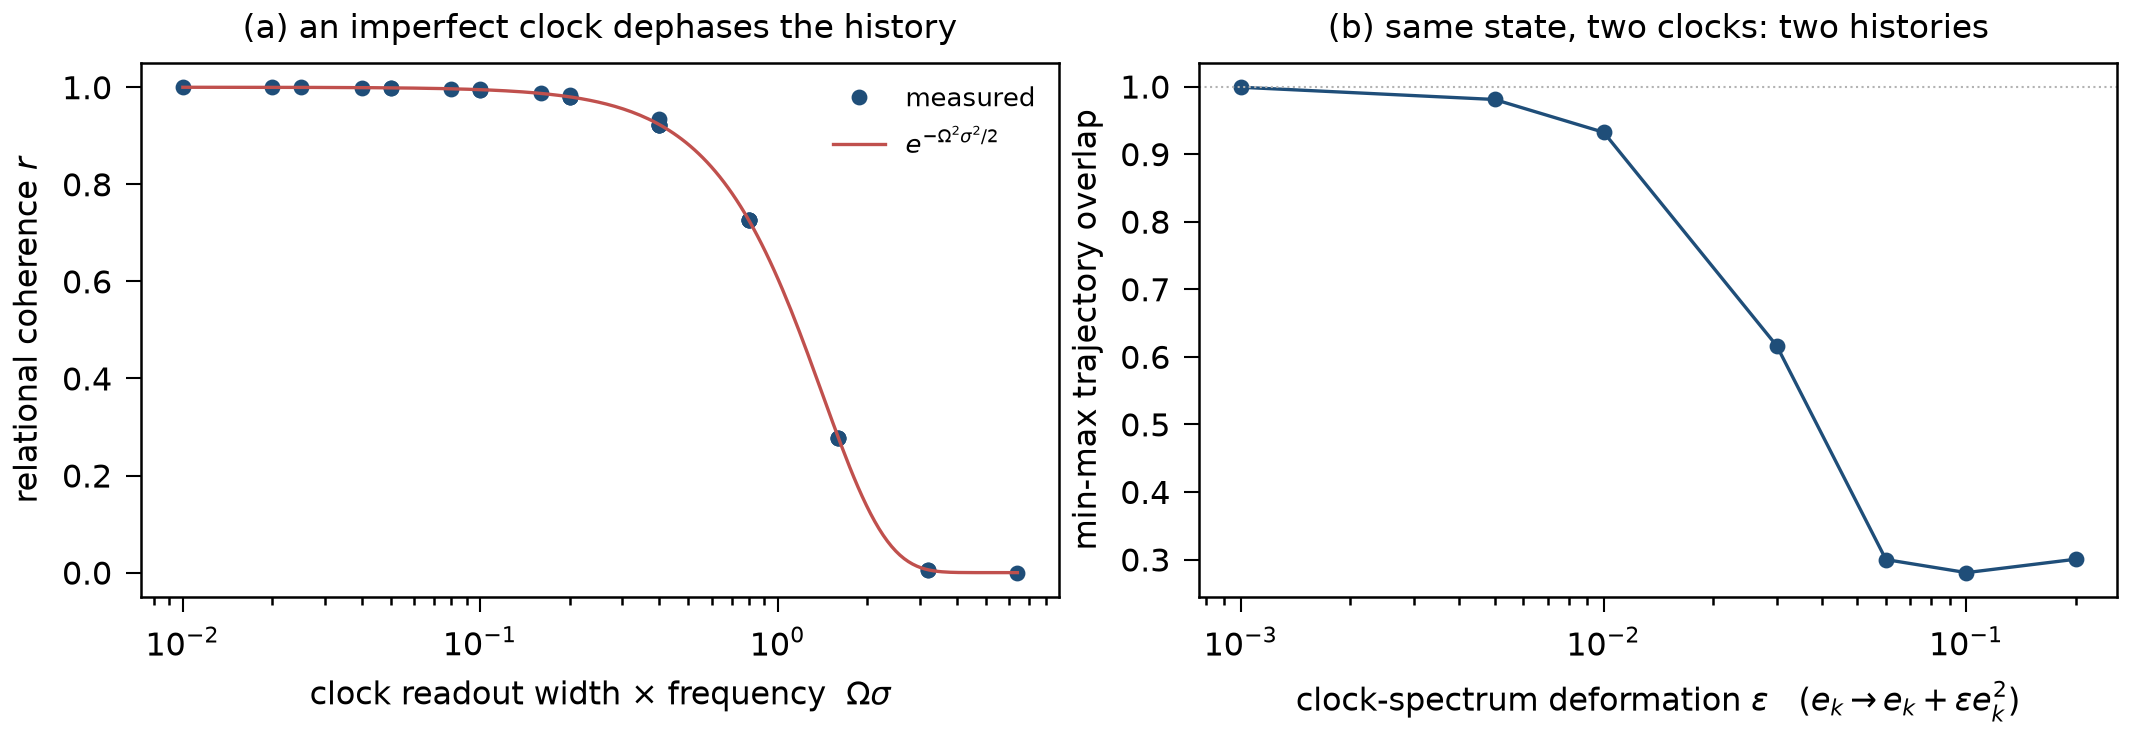 (a) an imperfect clock dephases the history
relational coherence r
1.0
0.8
0.6
0.4
0.2
0.0
measured
e^{−Ω²σ²/2}
10⁻²
10⁻¹
10⁰
clock readout width × frequency Ωσ
(b) same state, two clocks: two histories
min-max trajectory overlap
1.0
0.9
0.8
0.7
0.6
0.5
0.4
0.3
10⁻³
10⁻²
10⁻¹
clock-spectrum deformation ε (e_k → e_k + εe_k²)